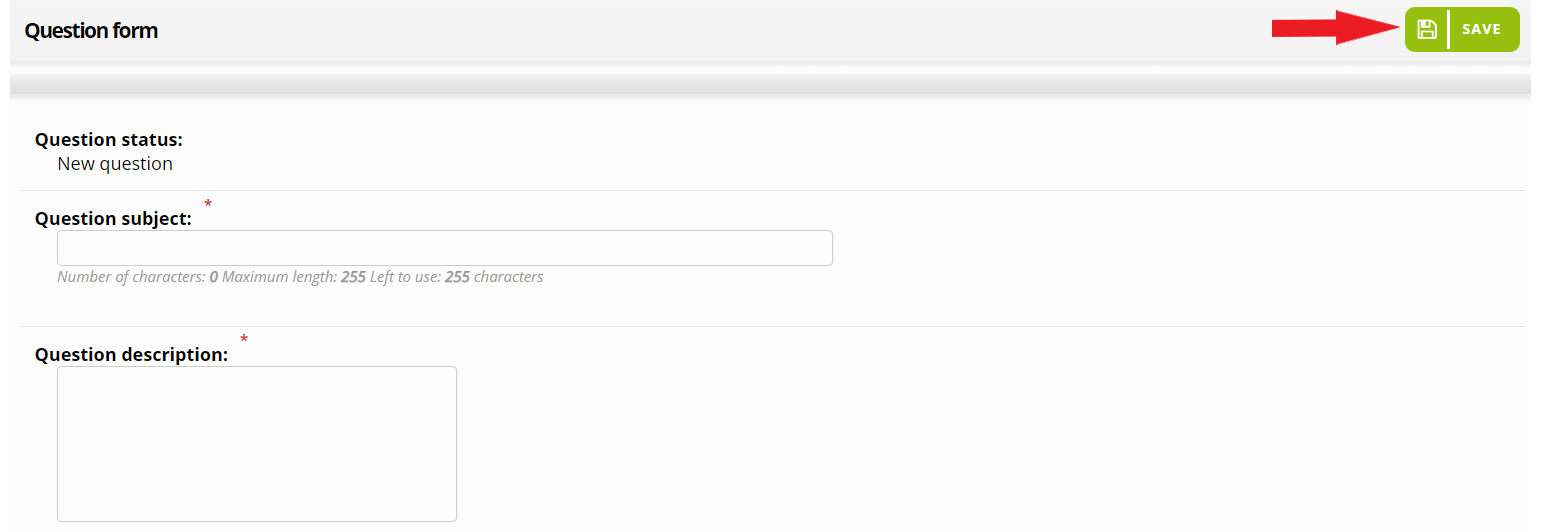 Question form
SAVE
Question status:
New question
Question subject: *
Number of characters: 0 Maximum length: 255 Left to use: 255 characters
Question description: *